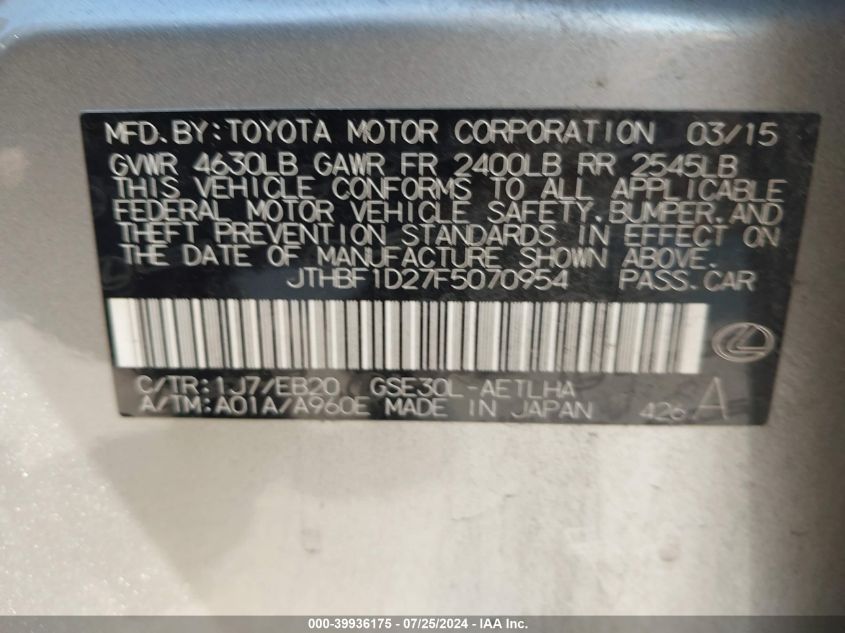 MFD.BY:TOYOTA MOTOR CORPORATION 03/15
GVWR 4630LB GAWR FR 2400LB RR 2545LB
THIS VEHICLE CONFORMS TO ALL APPLICABLE
FEDERAL MOTOR VEHICLE SAFETY,BUMPER,AND
THEFT PREVENTION STANDARDS IN EFFECT ON
THE DATE OF MANUFACTURE SHOWN ABOVE.
JTHBF1D27F5070954 PASS.CAR
C/TR:1J7/EB20 GSE30L-AETLHA
A/TM:A01A/A960E MADE IN JAPAN 426 A
000-39936175 - 07/25/2024 - IAA Inc.